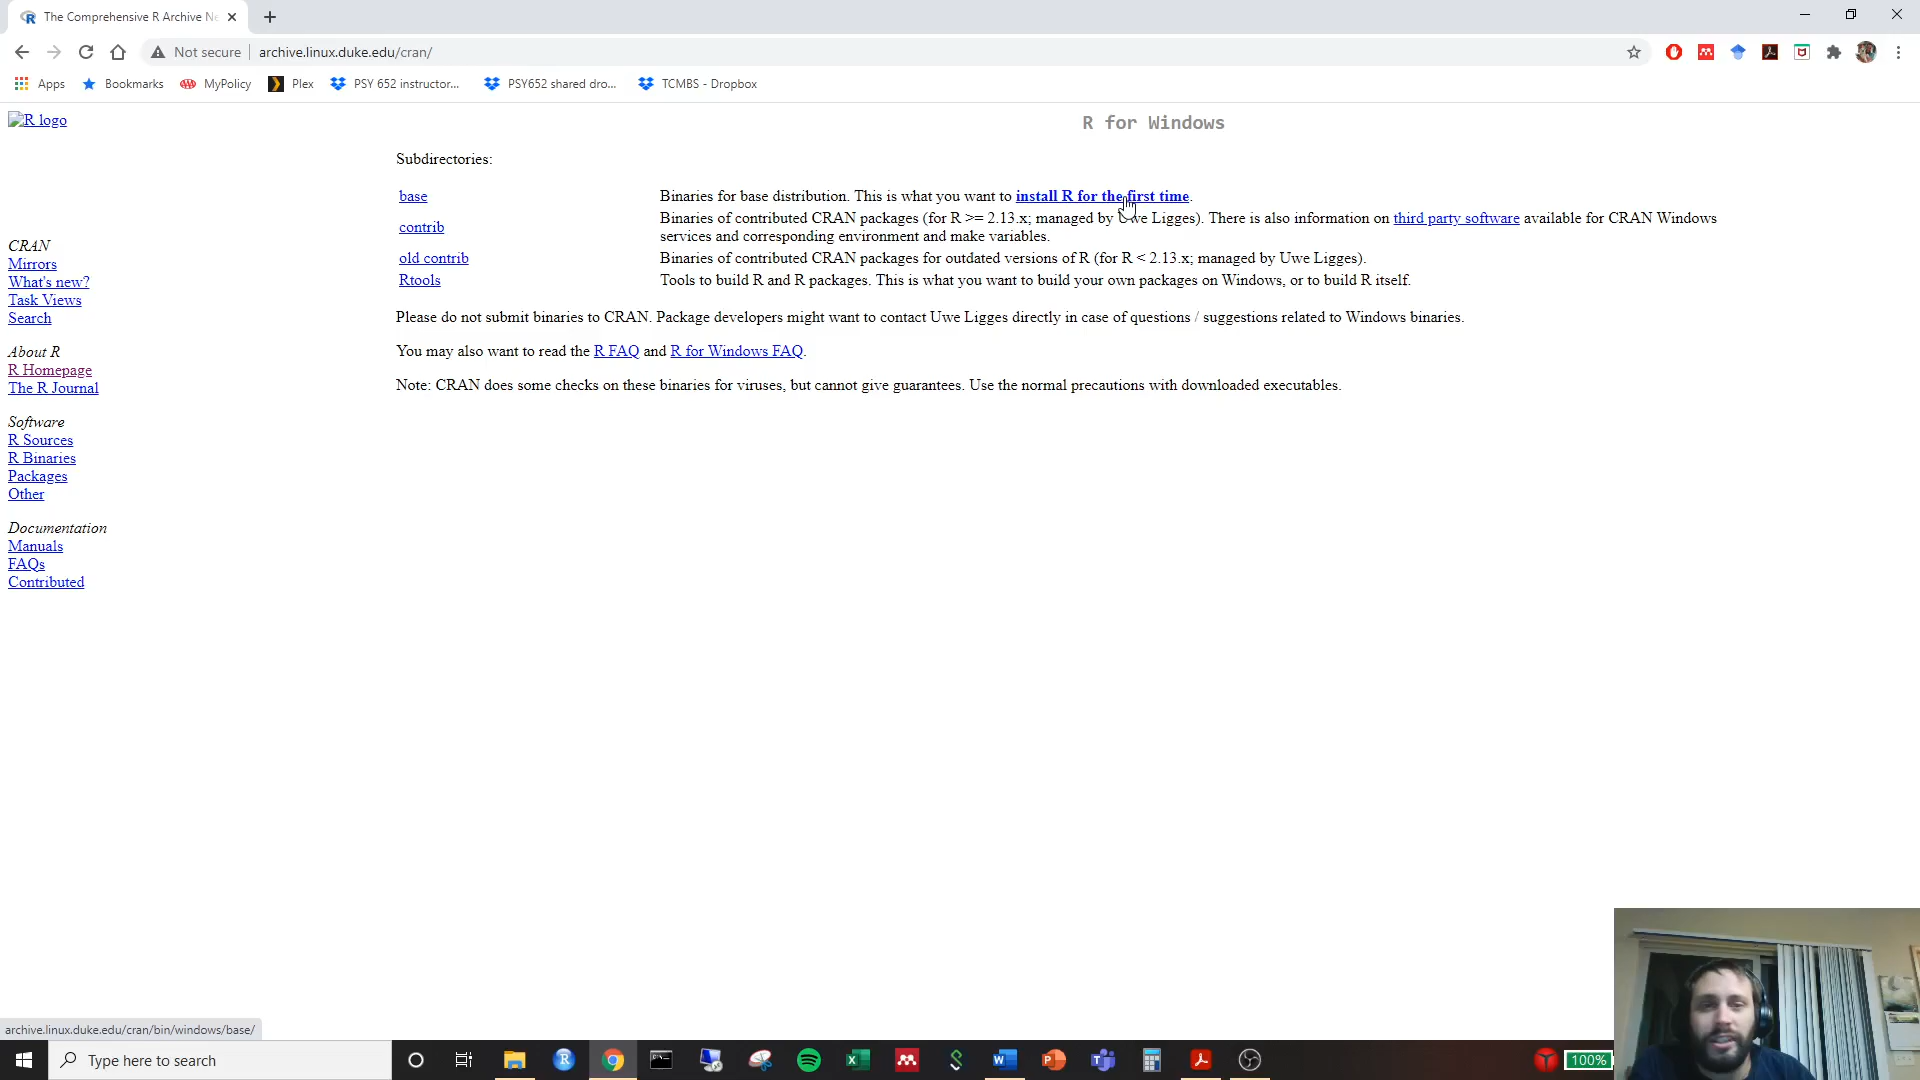 The Comprehensive R Archive Ne
Not secure
archive.linux.duke.edu/cran/
Apps
Bookmarks
MyPolicy
Plex
PSY 652 instructor...
PSY652 shared dro...
TCMBS - Dropbox
R logo
R for Windows
Subdirectories:
base
Binaries for base distribution. This is what you want to install R for the first time.
contrib
Binaries of contributed CRAN packages (for R >= 2.13.x; managed by Uwe Ligges). There is also information on third party software available for CRAN Windows
services and corresponding environment and make variables.
old contrib
Binaries of contributed CRAN packages for outdated versions of R (for R < 2.13.x; managed by Uwe Ligges).
Rtools
Tools to build R and R packages. This is what you want to build your own packages on Windows, or to build R itself.
Please do not submit binaries to CRAN. Package developers might want to contact Uwe Ligges directly in case of questions / suggestions related to Windows binaries.
You may also want to read the R FAQ and R for Windows FAQ.
Note: CRAN does some checks on these binaries for viruses, but cannot give guarantees. Use the normal precautions with downloaded executables.
CRAN
Mirrors
What's new?
Task Views
Search
About R
R Homepage
The R Journal
Software
R Sources
R Binaries
Packages
Other
Documentation
Manuals
FAQs
Contributed
archive.linux.duke.edu/cran/bin/windows/base/
Type here to search
100%